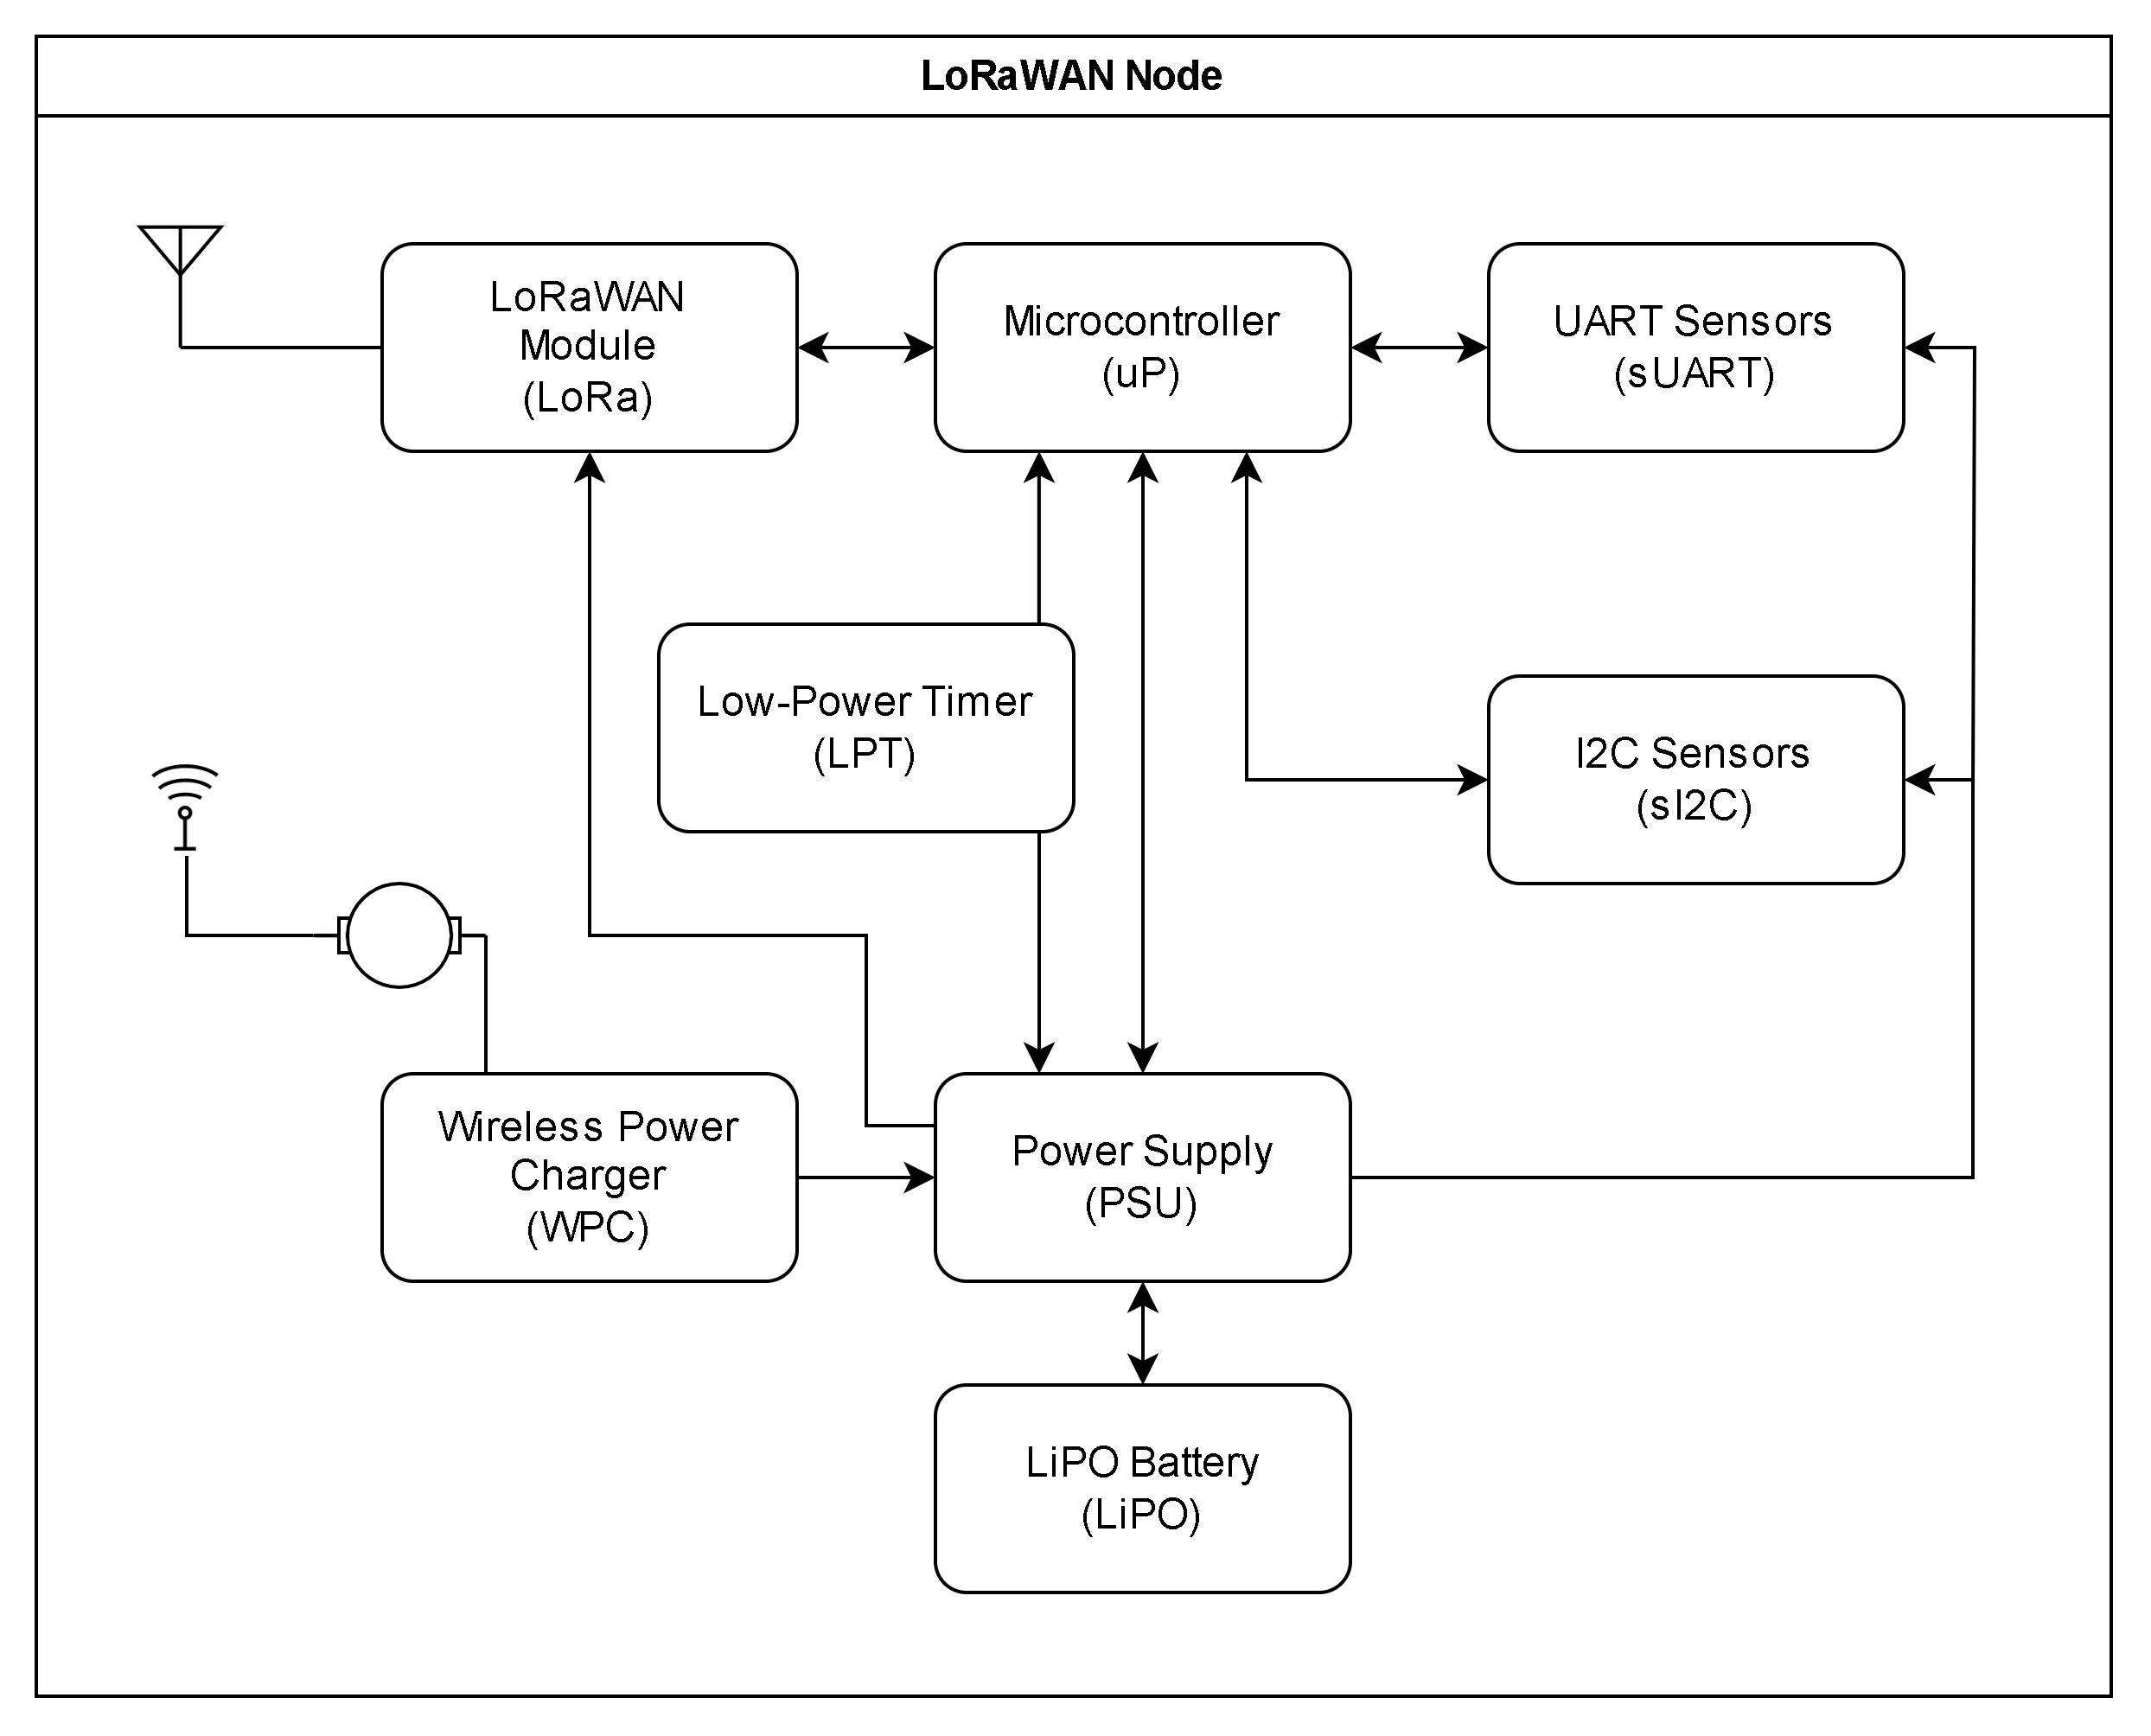 LoRaWAN Node
LoRaWAN
Module
(LoRa)
Microcontroller
(uP)
UART Sensors
(sUART)
Low-Power Timer
(LPT)
I2C Sensors
(sI2C)
Wireless Power
Charger
(WPC)
Power Supply
(PSU)
LiPO Battery
(LiPO)